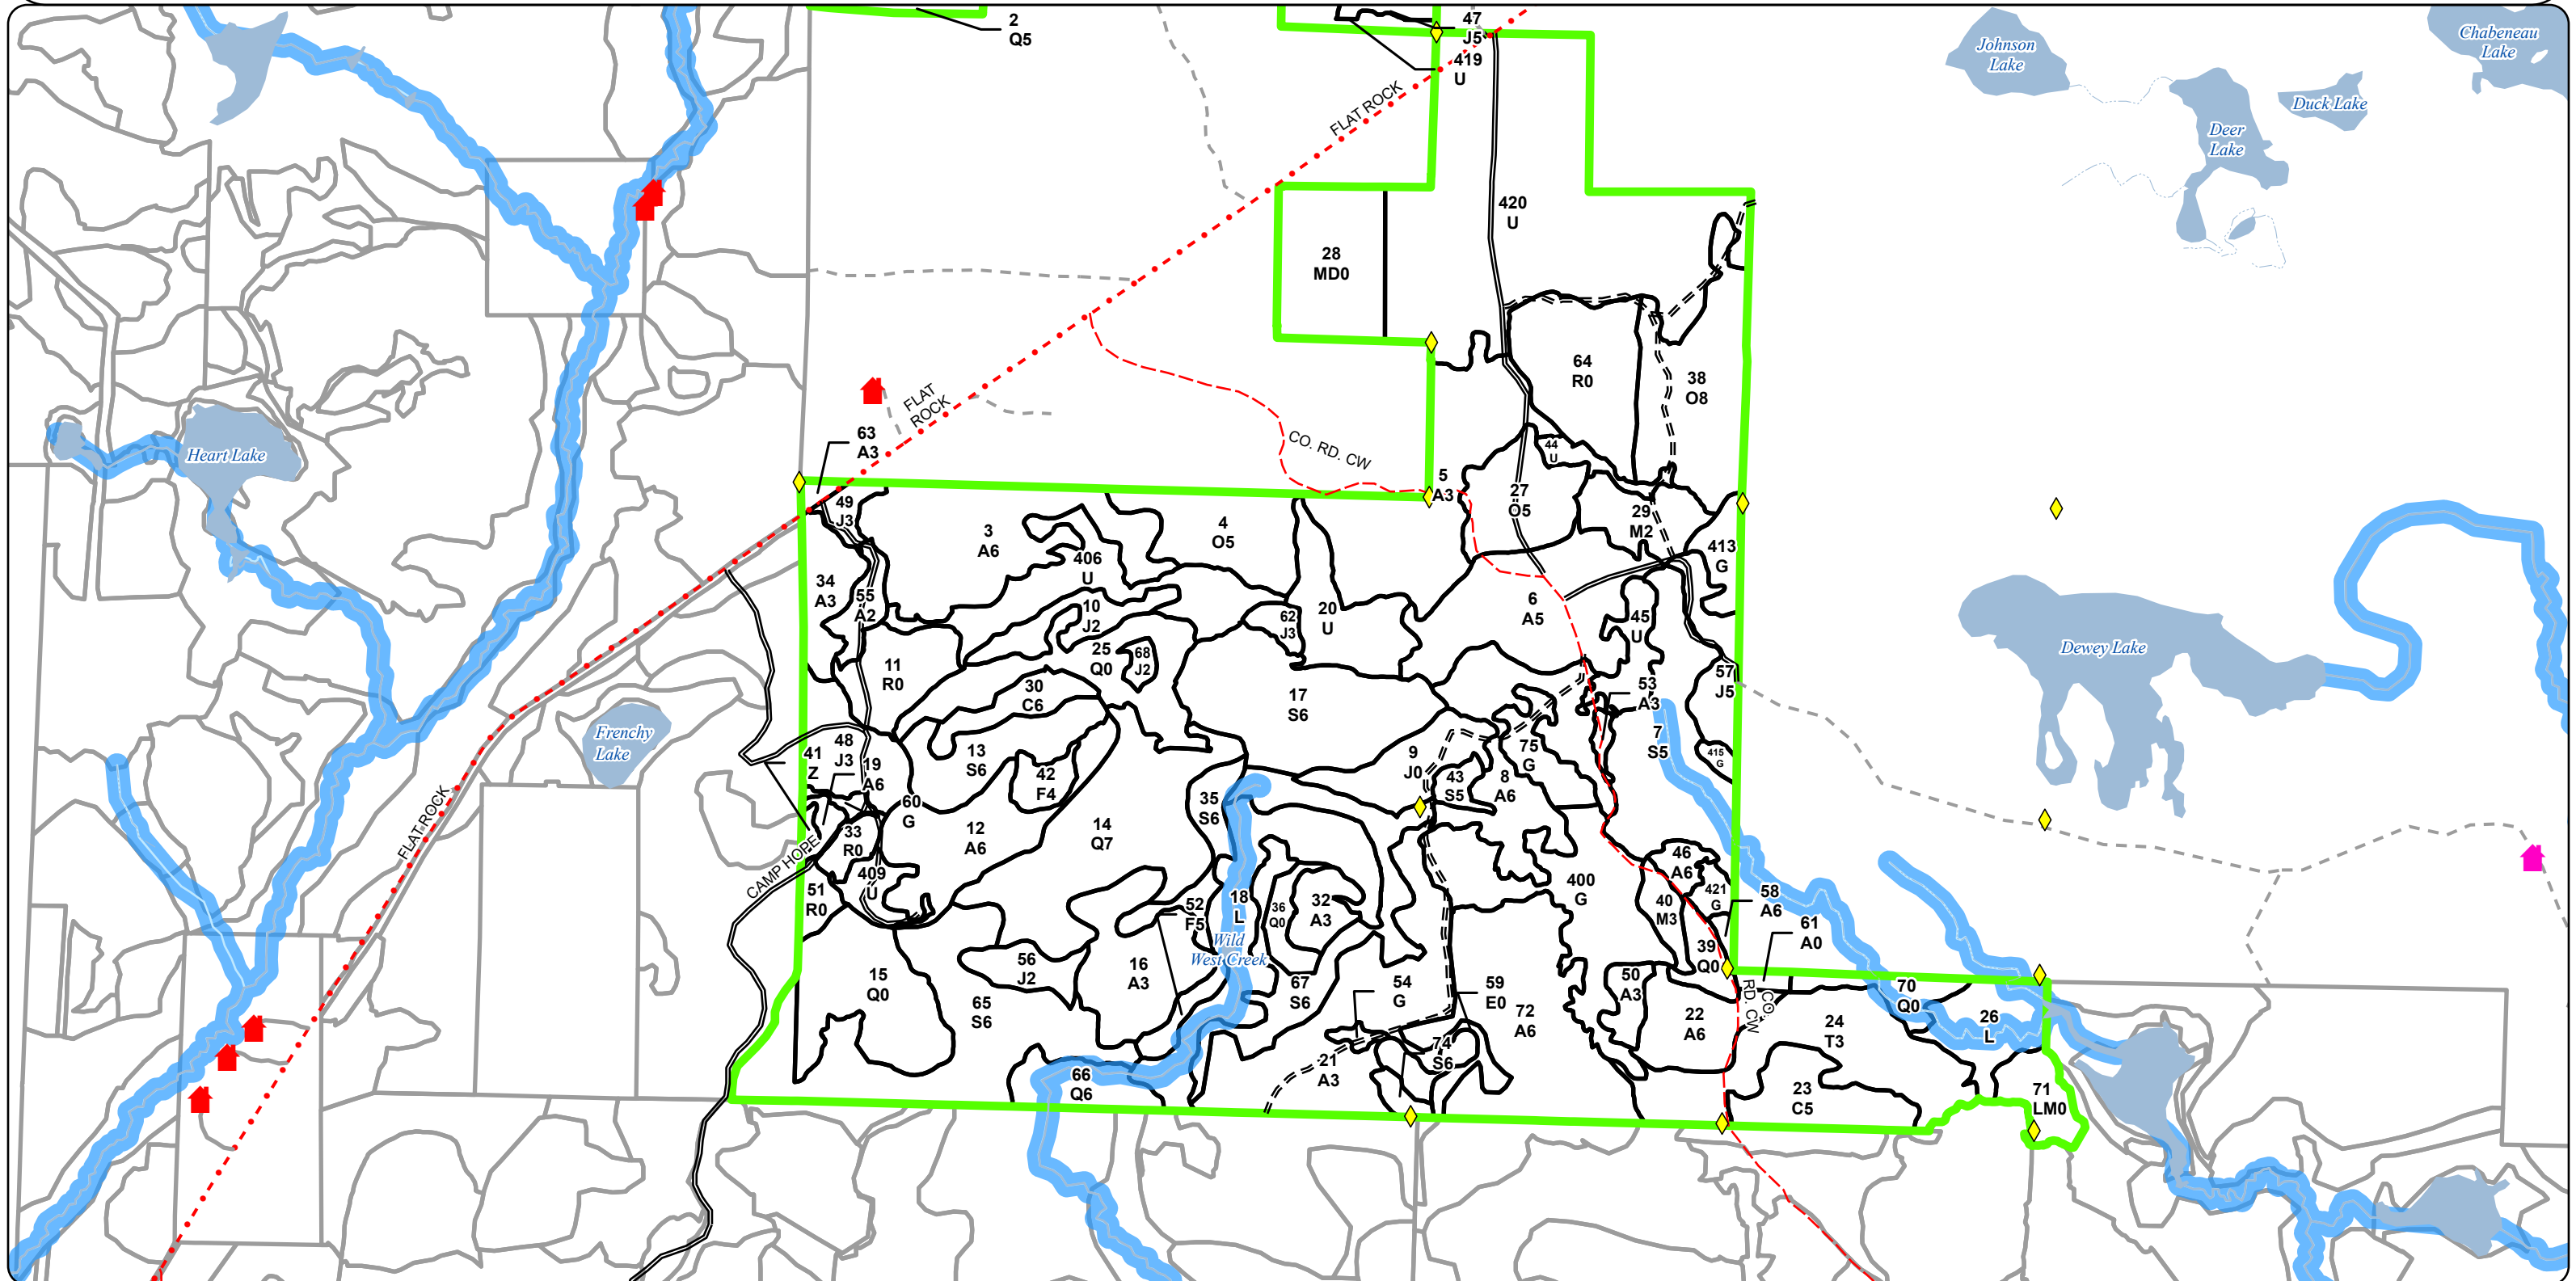 2
Q5
47
J5
419
U
Johnson
Lake
Chabeneau
Lake
Duck Lake
Deer
Lake
FLAT ROCK
420
U
28
MD0
64
R0
38
O8
FLAT
ROCK
63
A3
CO. RD. CW
44
U
Heart Lake
5
A3
27
O5
49
J3
29
M2
3
A6
4
O5
413
G
406
U
34
A3
55
A2
10
J2
62
J3
20
U
6
A5
45
U
Dewey Lake
25
Q0
68
J2
11
R0
57
J5
30
C6
17
S6
53
A3
Frenchy
Lake
7
S5
41
Z
48
J3
13
S6
9
J0
75
G
415
G
19
A6
42
F4
43
S5
8
A6
60
G
35
S6
FLAT ROCK
33
R0
12
A6
14
Q7
CAMP HOPE
46
A6
409
U
400
G
51
R0
421
G
58
A6
52
F5
18
L
36
Q0
32
A3
40
M3
61
A0
Wild
West Creek
39
Q0
15
Q0
56
J2
16
A3
67
S6
54
G
59
E0
50
A3
CO.
RD. CW
70
Q0
65
S6
72
A6
22
A6
24
T3
26
L
74
S6
21
A3
66
Q6
23
C5
71
LM0